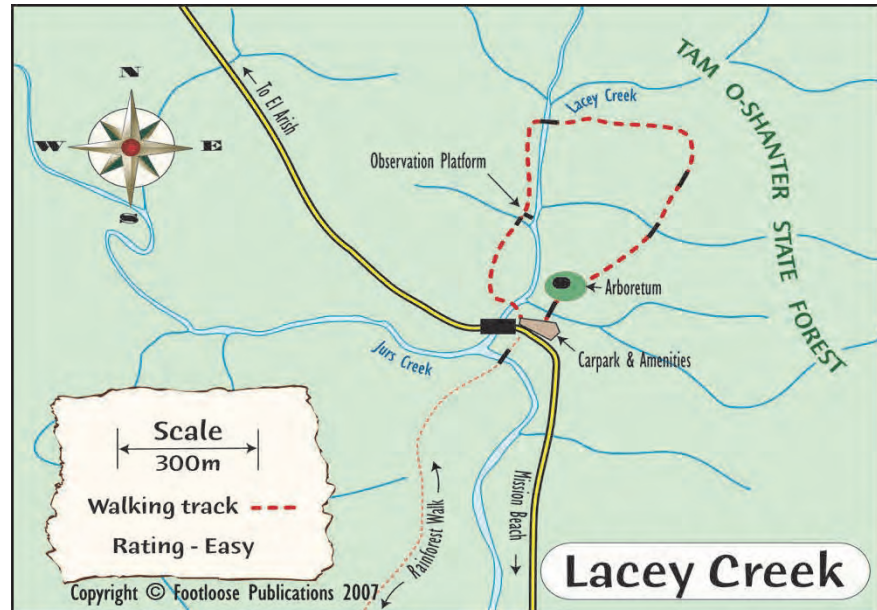 N
W
E
S
To El Arish
Lacey Creek
TAM O-SHANTER STATE FOREST
Observation Platform
Arboretum
Carpark & Amenities
Jurs Creek
Scale
300m
Walking track
Rating - Easy
Rainforest Walk
Mission Beach
Lacey Creek
Copyright © Footloose Publications 2007